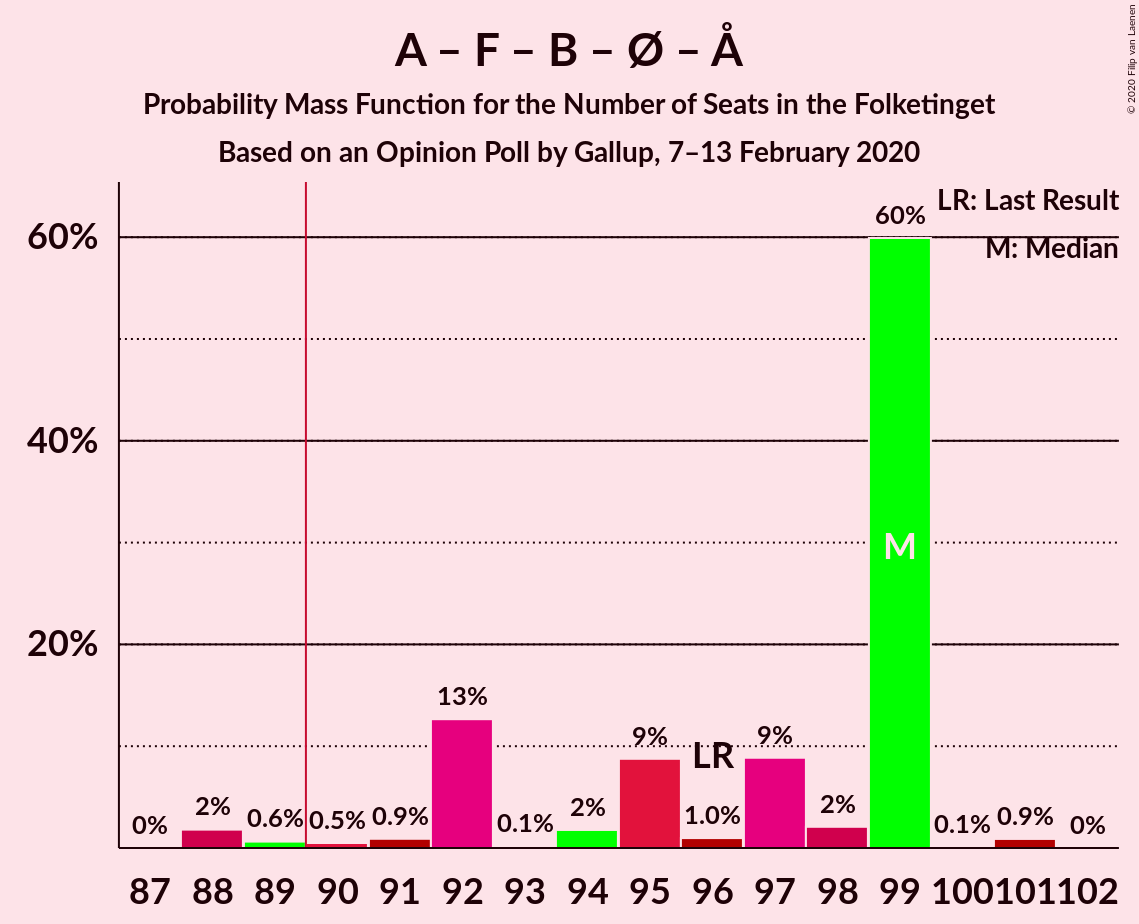 A – F – B – Ø – Å
Probability Mass Function for the Number of Seats in the Folketinget
Based on an Opinion Poll by Gallup, 7–13 February 2020
© 2020 Filip van Laenen
LR: Last Result
M: Median
60%
40%
20%
0%
2%
0.6%
0.5%
0.9%
13%
0.1%
2%
9%
1.0%
LR
9%
2%
60%
M
0.1%
0.9%
0%
87 88 89 90 91 92 93 94 95 96 97 98 99 100 101 102